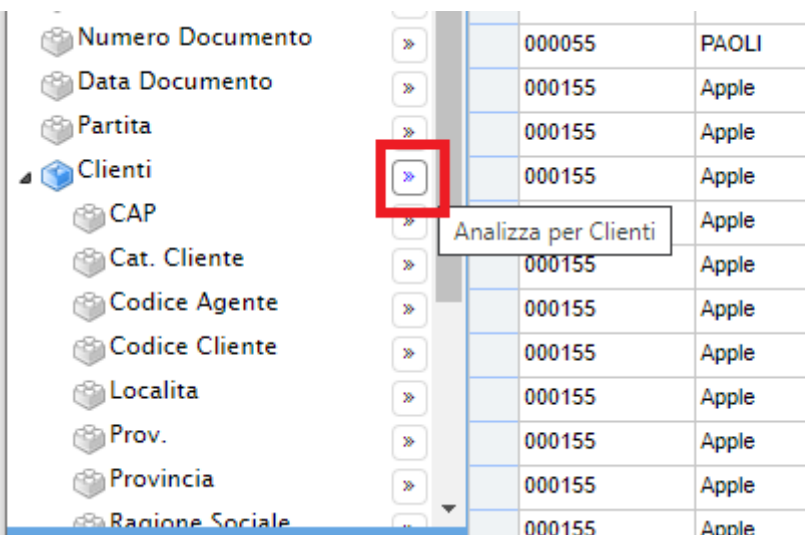 Numero Documento » 000055 PAOLI
Data Documento » 000155 Apple
Partita » 000155 Apple
Clienti » 000155 Apple
CAP » Analizza per Clienti Apple
Cat. Cliente » 000155 Apple
Codice Agente » 000155 Apple
Codice Cliente » 000155 Apple
Localita » 000155 Apple
Prov. » 000155 Apple
Provincia » 000155 Apple
Ragione Sociale » 000155 Apple